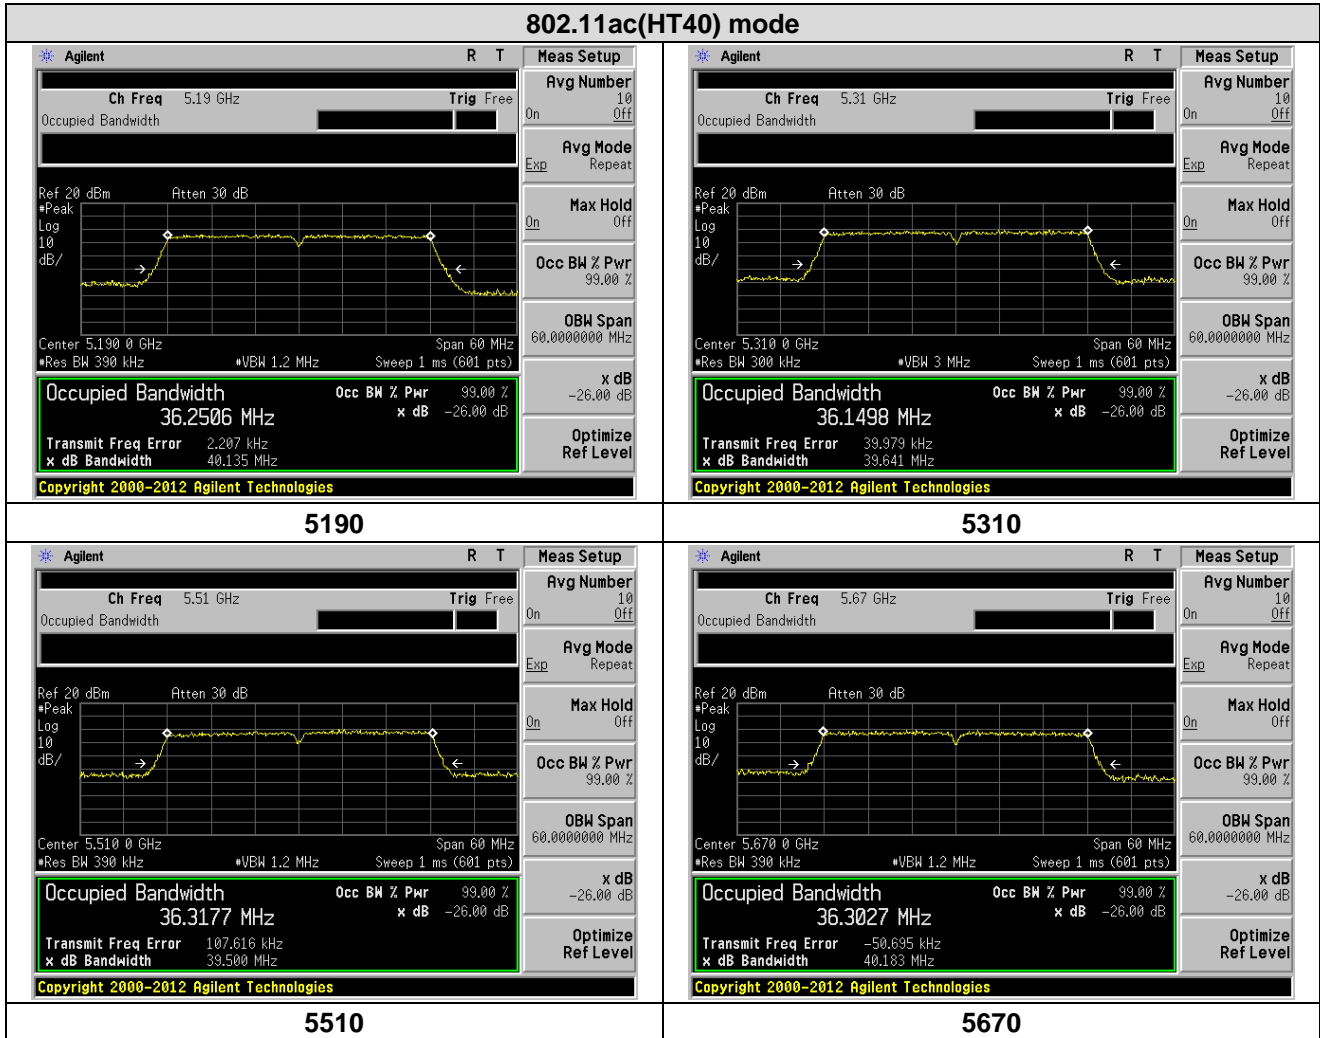 802.11ac(HT40) mode
Agilent R T Meas Setup
Ch Freq 5.19 GHz Trig Free
Occupied Bandwidth
Avg Number
10
On Off
Avg Mode
Exp Repeat
Max Hold
On Off
Occ BW % Pwr
99.00 %
OBW Span
60.0000000 MHz
x dB
-26.00 dB
Optimize
Ref Level
Ref 20 dBm Atten 30 dB
#Peak
Log
10
dB/
Center 5.190 0 GHz Span 60 MHz
#Res BW 390 kHz #VBW 1.2 MHz Sweep 1 ms (601 pts)
Occupied Bandwidth Occ BW % Pwr 99.00 %
36.2506 MHz x dB -26.00 dB
Transmit Freq Error 2.207 kHz
x dB Bandwidth 40.135 MHz
Copyright 2000-2012 Agilent Technologies
5190
Agilent R T Meas Setup
Ch Freq 5.31 GHz Trig Free
Occupied Bandwidth
Avg Number
10
On Off
Avg Mode
Exp Repeat
Max Hold
On Off
Occ BW % Pwr
99.00 %
OBW Span
60.0000000 MHz
x dB
-26.00 dB
Optimize
Ref Level
Ref 20 dBm Atten 30 dB
#Peak
Log
10
dB/
Center 5.310 0 GHz Span 60 MHz
#Res BW 300 kHz #VBW 3 MHz Sweep 1 ms (601 pts)
Occupied Bandwidth Occ BW % Pwr 99.00 %
36.1498 MHz x dB -26.00 dB
Transmit Freq Error 39.979 kHz
x dB Bandwidth 39.641 MHz
Copyright 2000-2012 Agilent Technologies
5310
Agilent R T Meas Setup
Ch Freq 5.51 GHz Trig Free
Occupied Bandwidth
Avg Number
10
On Off
Avg Mode
Exp Repeat
Max Hold
On Off
Occ BW % Pwr
99.00 %
OBW Span
60.0000000 MHz
x dB
-26.00 dB
Optimize
Ref Level
Ref 20 dBm Atten 30 dB
#Peak
Log
10
dB/
Center 5.510 0 GHz Span 60 MHz
#Res BW 390 kHz #VBW 1.2 MHz Sweep 1 ms (601 pts)
Occupied Bandwidth Occ BW % Pwr 99.00 %
36.3177 MHz x dB -26.00 dB
Transmit Freq Error 107.616 kHz
x dB Bandwidth 39.500 MHz
Copyright 2000-2012 Agilent Technologies
5510
Agilent R T Meas Setup
Ch Freq 5.67 GHz Trig Free
Occupied Bandwidth
Avg Number
10
On Off
Avg Mode
Exp Repeat
Max Hold
On Off
Occ BW % Pwr
99.00 %
OBW Span
60.0000000 MHz
x dB
-26.00 dB
Optimize
Ref Level
Ref 20 dBm Atten 30 dB
#Peak
Log
10
dB/
Center 5.670 0 GHz Span 60 MHz
#Res BW 390 kHz #VBW 1.2 MHz Sweep 1 ms (601 pts)
Occupied Bandwidth Occ BW % Pwr 99.00 %
36.3027 MHz x dB -26.00 dB
Transmit Freq Error -50.695 kHz
x dB Bandwidth 40.183 MHz
Copyright 2000-2012 Agilent Technologies
5670